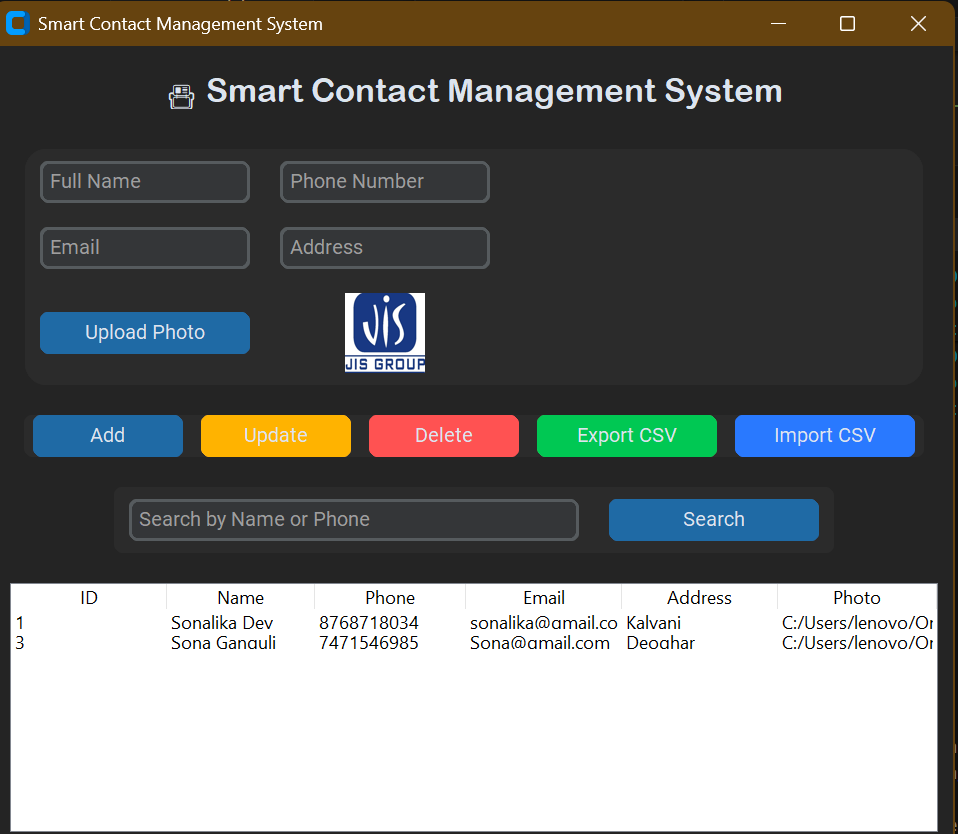 Smart Contact Management System
Smart Contact Management System
Full Name Phone Number
Email Address
Upload Photo
JIS
JIS GROUP
Add Update Delete Export CSV Import CSV
Search by Name or Phone Search
ID Name Phone Email Address Photo
1 Sonalika Dev 8768718034 sonalika@gmail.co Kalyani C:/Users/lenovo/Or
3 Sona Ganguli 7471546985 Sona@gmail.com Deoghar C:/Users/lenovo/Or